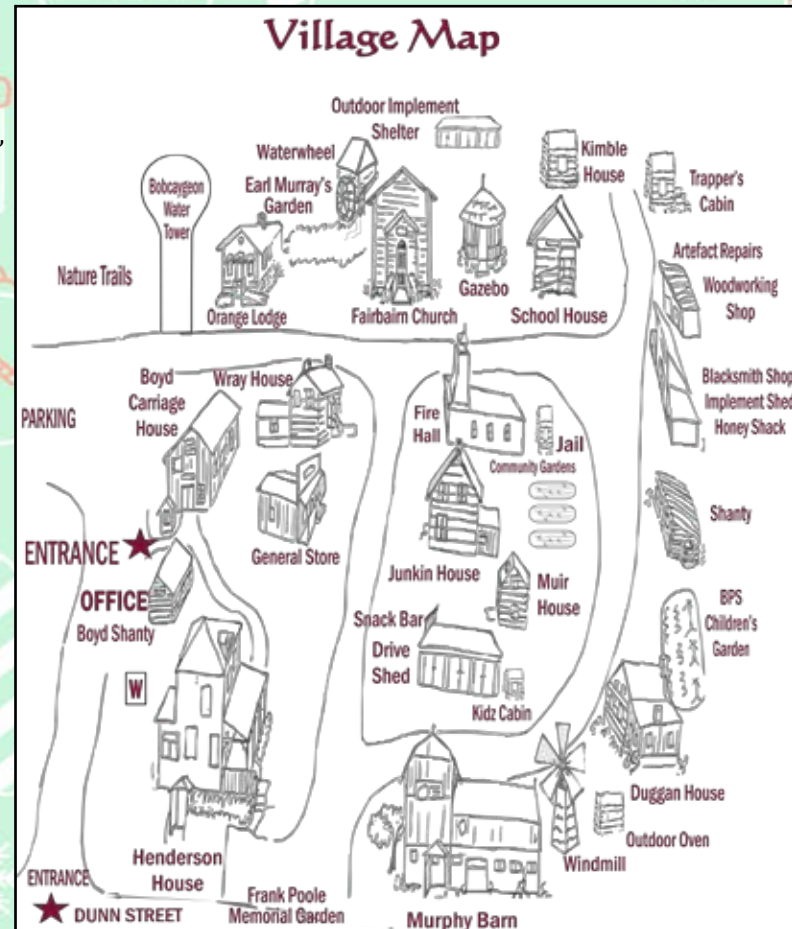 Village Map
Outdoor Implement
Shelter
Waterwheel
Earl Murray's
Garden
Kimble
House
Trapper's
Cabin
Bobcaygeon
Water
Tower
Nature Trails
Orange Lodge
Fairbairn Church
Gazebo
School House
Artefact Repairs
Woodworking
Shop
Boyd
Carriage
House
Wray House
Fire
Hall
Jail
Community Gardens
Blacksmith Shop
Implement Shed
Honey Shack
PARKING
General Store
Junkin House
Muir
House
Shanty
ENTRANCE
OFFICE
Boyd Shanty
W
Snack Bar
Drive
Shed
Kidz Cabin
BPS
Children's
Garden
Duggan House
Outdoor Oven
Windmill
Henderson
House
ENTRANCE
DUNN STREET
Frank Poole
Memorial Garden
Murphy Barn